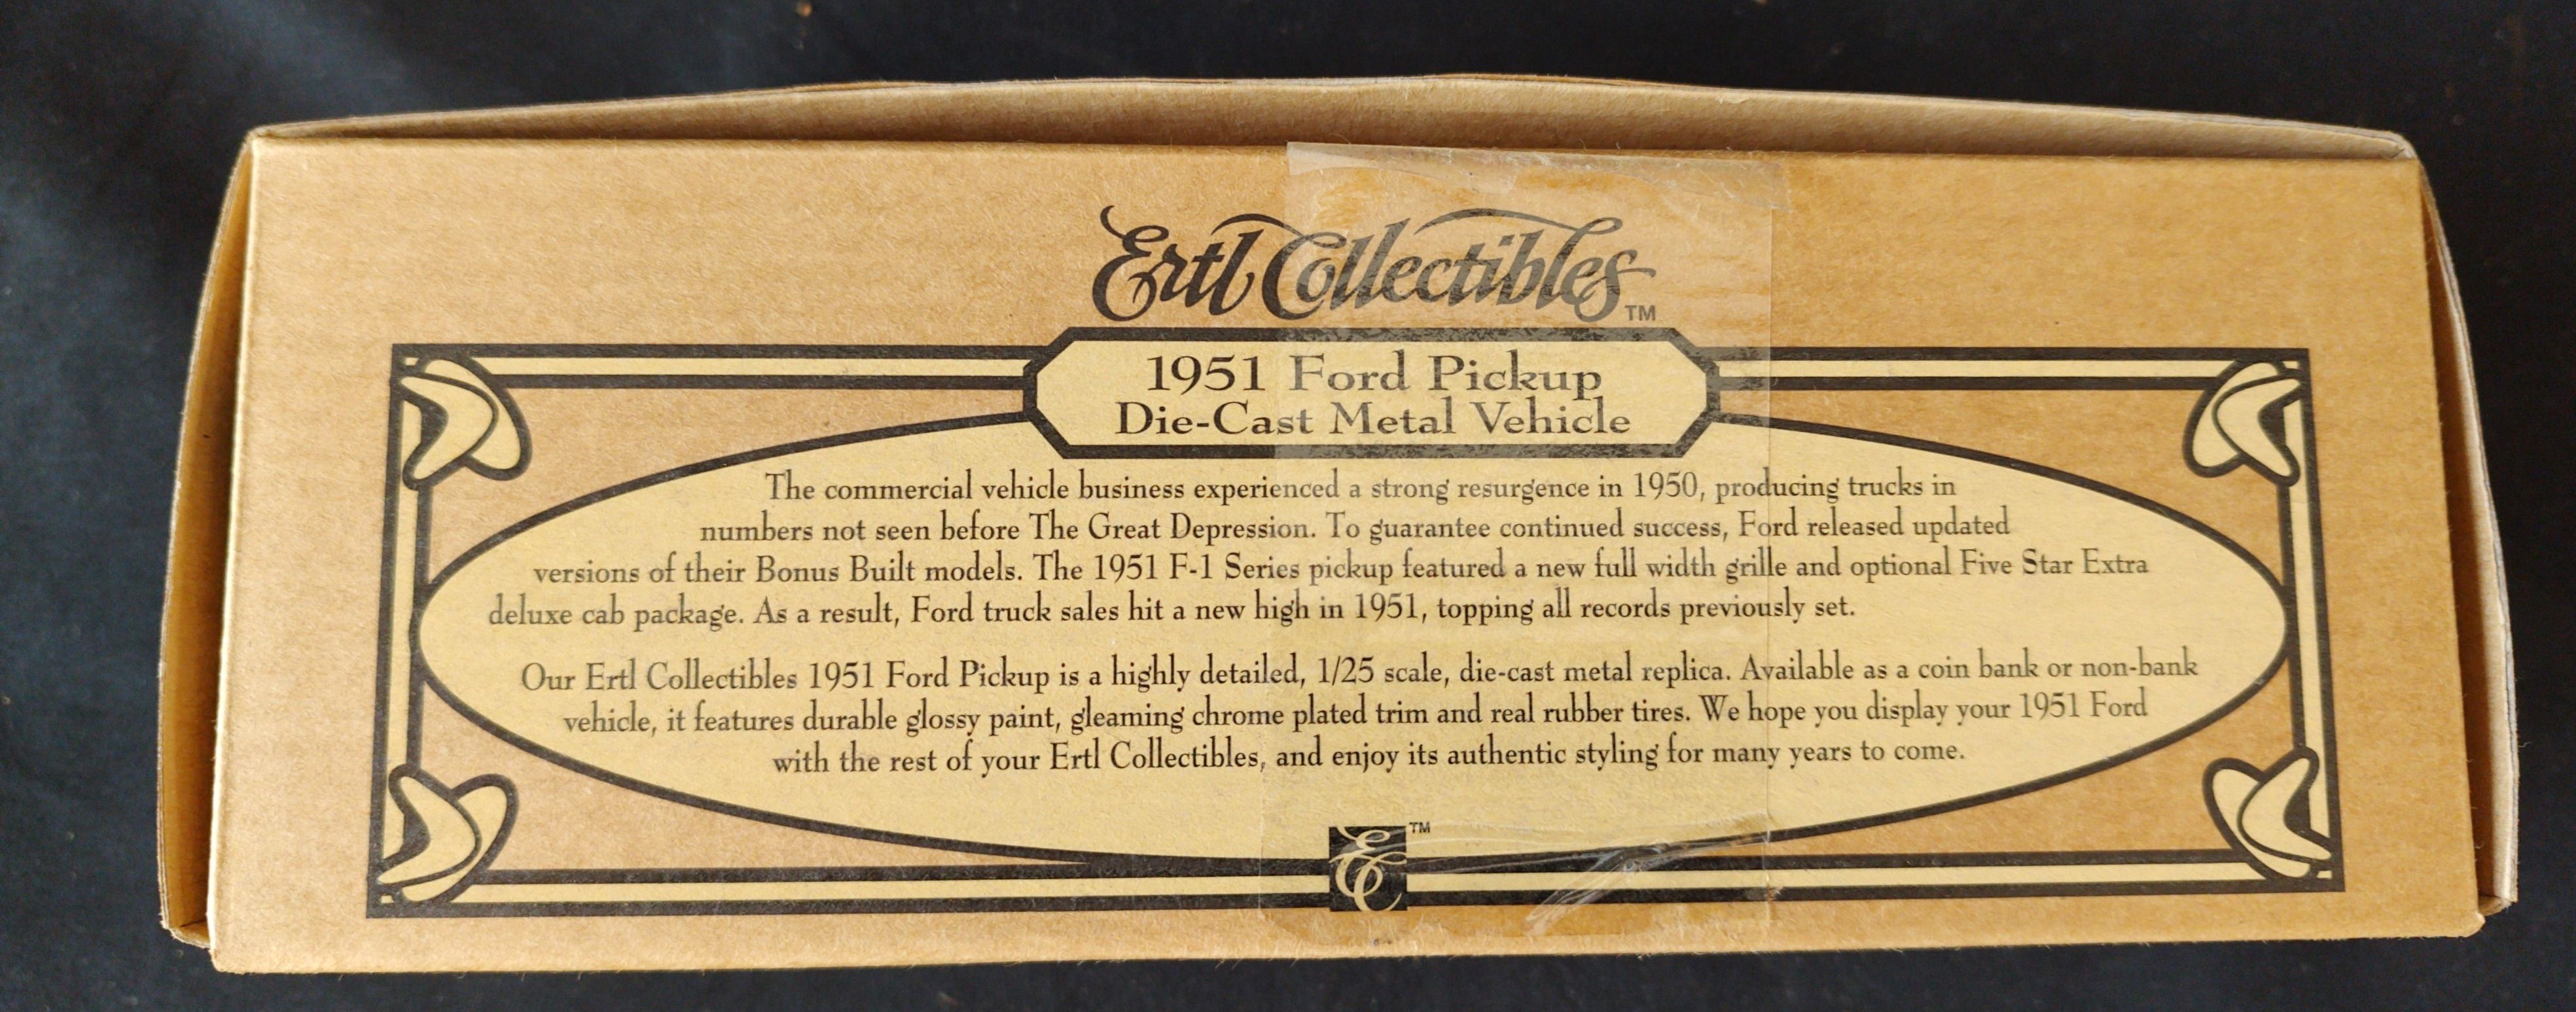 Ertl Collectibles™
1951 Ford Pickup
Die-Cast Metal Vehicle
The commercial vehicle business experienced a strong resurgence in 1950, producing trucks in
numbers not seen before The Great Depression. To guarantee continued success, Ford released updated
versions of their Bonus Built models. The 1951 F-1 Series pickup featured a new full width grille and optional Five Star Extra
deluxe cab package. As a result, Ford truck sales hit a new high in 1951, topping all records previously set.
Our Ertl Collectibles 1951 Ford Pickup is a highly detailed, 1/25 scale, die-cast metal replica. Available as a coin bank or non-bank
vehicle, it features durable glossy paint, gleaming chrome plated trim and real rubber tires. We hope you display your 1951 Ford
with the rest of your Ertl Collectibles, and enjoy its authentic styling for many years to come.
EC™